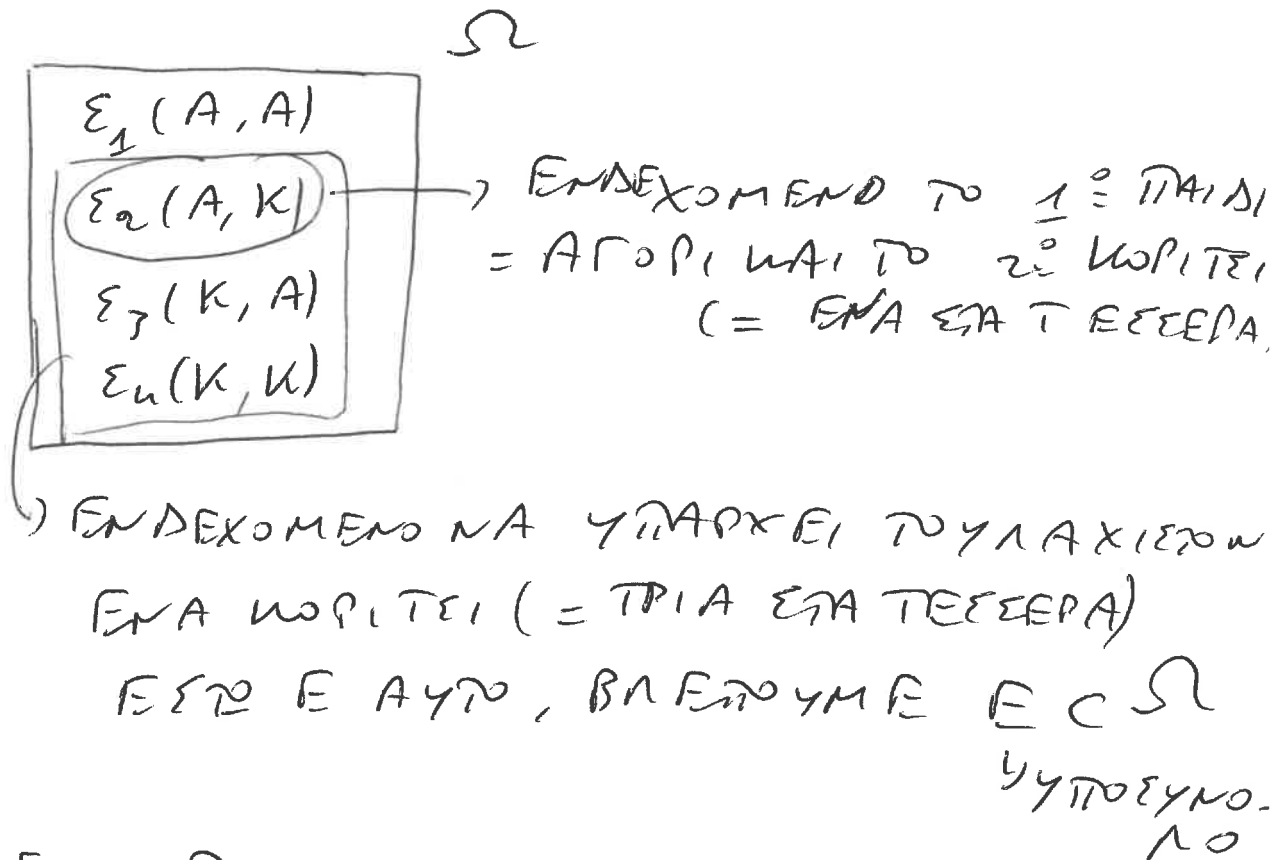 Ω
ε₁ (Α, Α)
ε₂ (Α, Κ) → ΕΝΔΕΧΟΜΕΝΟ ΤΟ 1ο ΠΑΙΔΙ
= ΑΓΟΡΙ ΚΑΙ ΤΟ 2ο ΚΟΡΙΤΣΙ
(= ΕΝΑ ΣΤΑ ΤΕΣΣΕΡΑ
ε₃ (Κ, Α)
ε₄ (Κ, Κ)
ΕΝΔΕΧΟΜΕΝΟ ΝΑ ΥΠΑΡΧΕΙ ΤΟΥΛΑΧΙΣΤΟΝ
ΕΝΑ ΚΟΡΙΤΣΙ (= ΤΡΙΑ ΣΤΑ ΤΕΣΣΕΡΑ)
ΕΣΤΩ Ε ΑΥΤΟ, ΒΛΕΠΟΥΜΕ Ε ⊂ Ω
ΥΠΟΣΥΝΟ-
ΛΟ